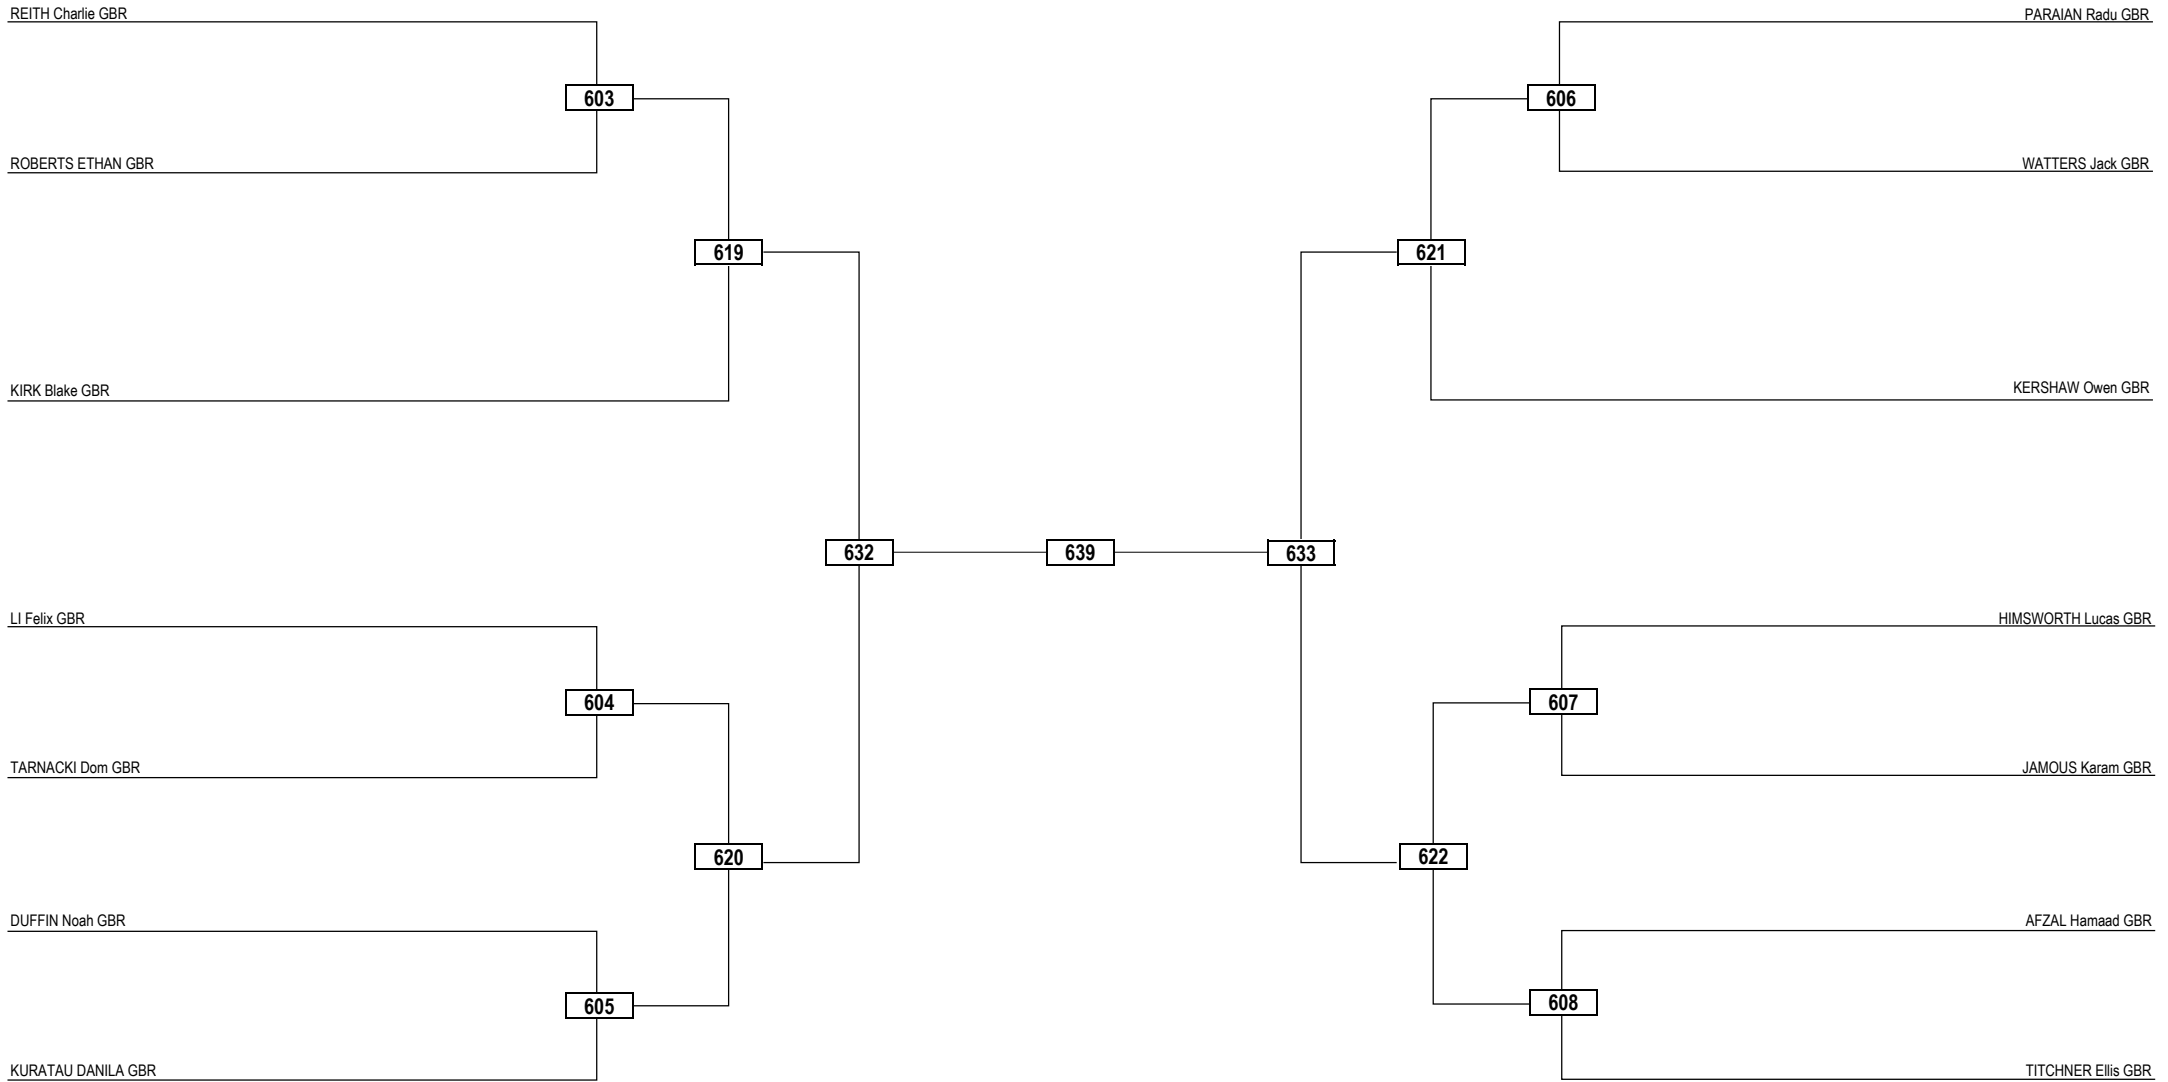 REITH Charlie GBR
PARAIAN Radu GBR
603
606
ROBERTS ETHAN GBR
WATTERS Jack GBR
619
621
KIRK Blake GBR
KERSHAW Owen GBR
632
639
633
LI Felix GBR
HIMSWORTH Lucas GBR
604
607
TARNACKI Dom GBR
JAMOUS Karam GBR
620
622
DUFFIN Noah GBR
AFZAL Hamaad GBR
605
608
KURATAU DANILA GBR
TITCHNER Ellis GBR